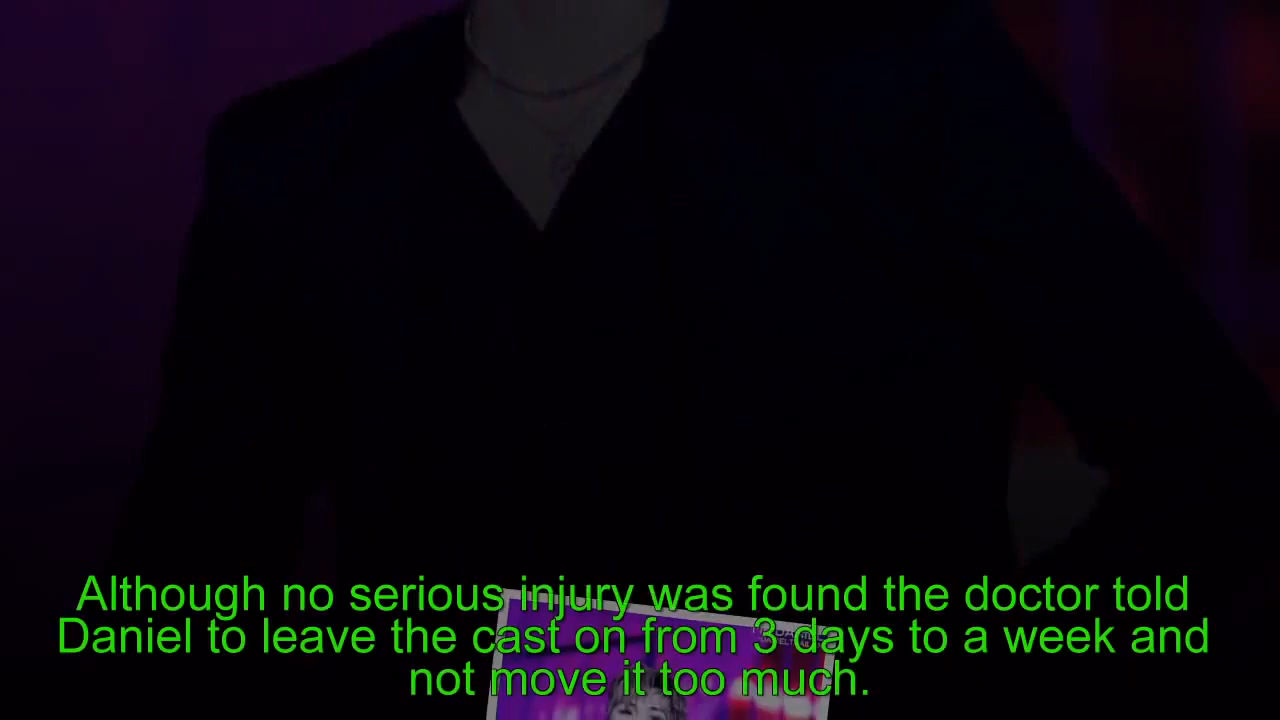 Although no serious injury was found the doctor told
Daniel to leave the cast on from 3 days to a week and
not move it too much.